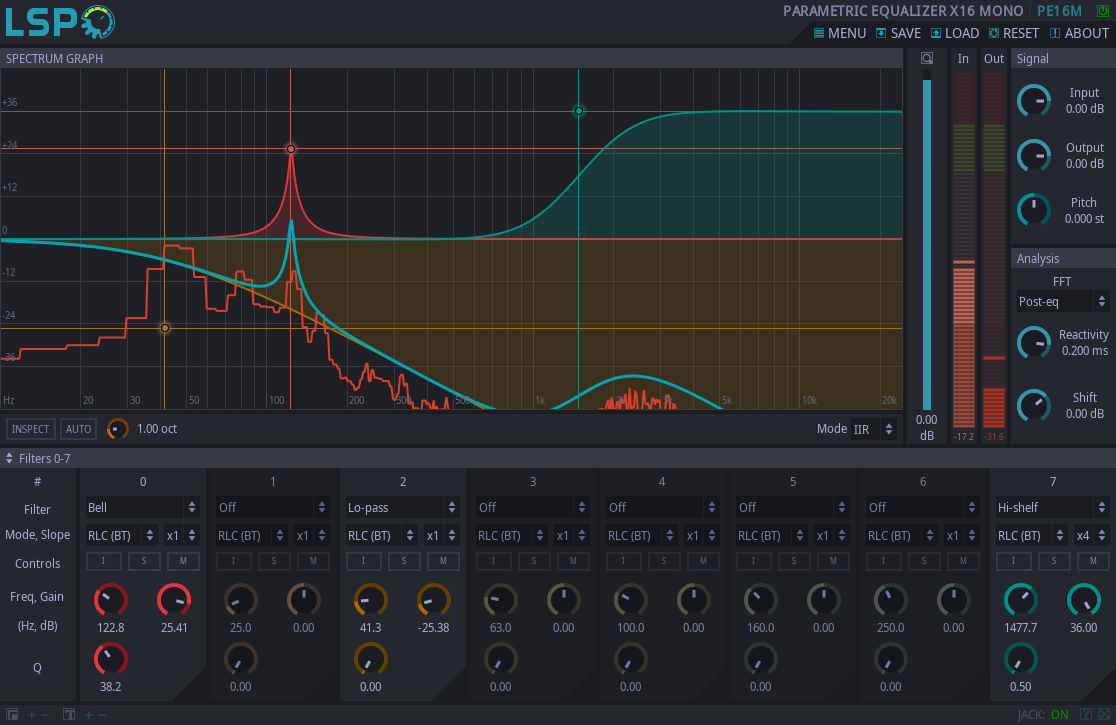 LSP
PARAMETRIC EQUALIZER X16 MONO PE16M
MENU SAVE LOAD RESET ABOUT
SPECTRUM GRAPH
In Out
Signal
+36
+24
+12
0
-12
-24
-36
Hz 20 30 50 100 200 300 500 1k 2k 3k 5k 10k 20k
0.00
dB
-17.2 -31.6
Input
0.00 dB
Output
0.00 dB
Pitch
0.000 st
Analysis
FFT
Post-eq
Reactivity
0.200 ms
Shift
0.00 dB
INSPECT AUTO 1.00 oct Mode IIR
Filters 0-7
# 0 1 2 3 4 5 6 7
Filter Bell Off Lo-pass Off Off Off Off Hi-shelf
Mode, Slope RLC (BT) x1 RLC (BT) x1 RLC (BT) x1 RLC (BT) x1 RLC (BT) x1 RLC (BT) x1 RLC (BT) x1 RLC (BT) x4
Controls I S M I S M I S M I S M I S M I S M I S M I S M
Freq, Gain
(Hz, dB) 122.8 25.41 25.0 0.00 41.3 -25.38 63.0 0.00 100.0 0.00 160.0 0.00 250.0 0.00 1477.7 36.00
Q
38.2 0.00 0.00 0.00 0.00 0.00 0.00 0.50
+ − T + − JACK: ON ?